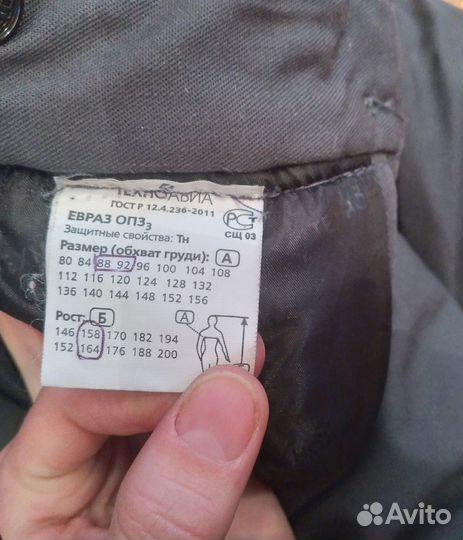 ТЕХНОАВИА
ГОСТ Р 12.4.236-2011
ЕВРАЗ ОПЗ3
Защитные свойства: Тн
РСТ
СЩ 03
Размер (обхват груди): А
80 84 88 92 96 100 104 108
112 116 120 124 128 132
136 140 144 148 152 156
Рост: Б
146 158 170 182 194
152 164 176 188 200
А
Avito